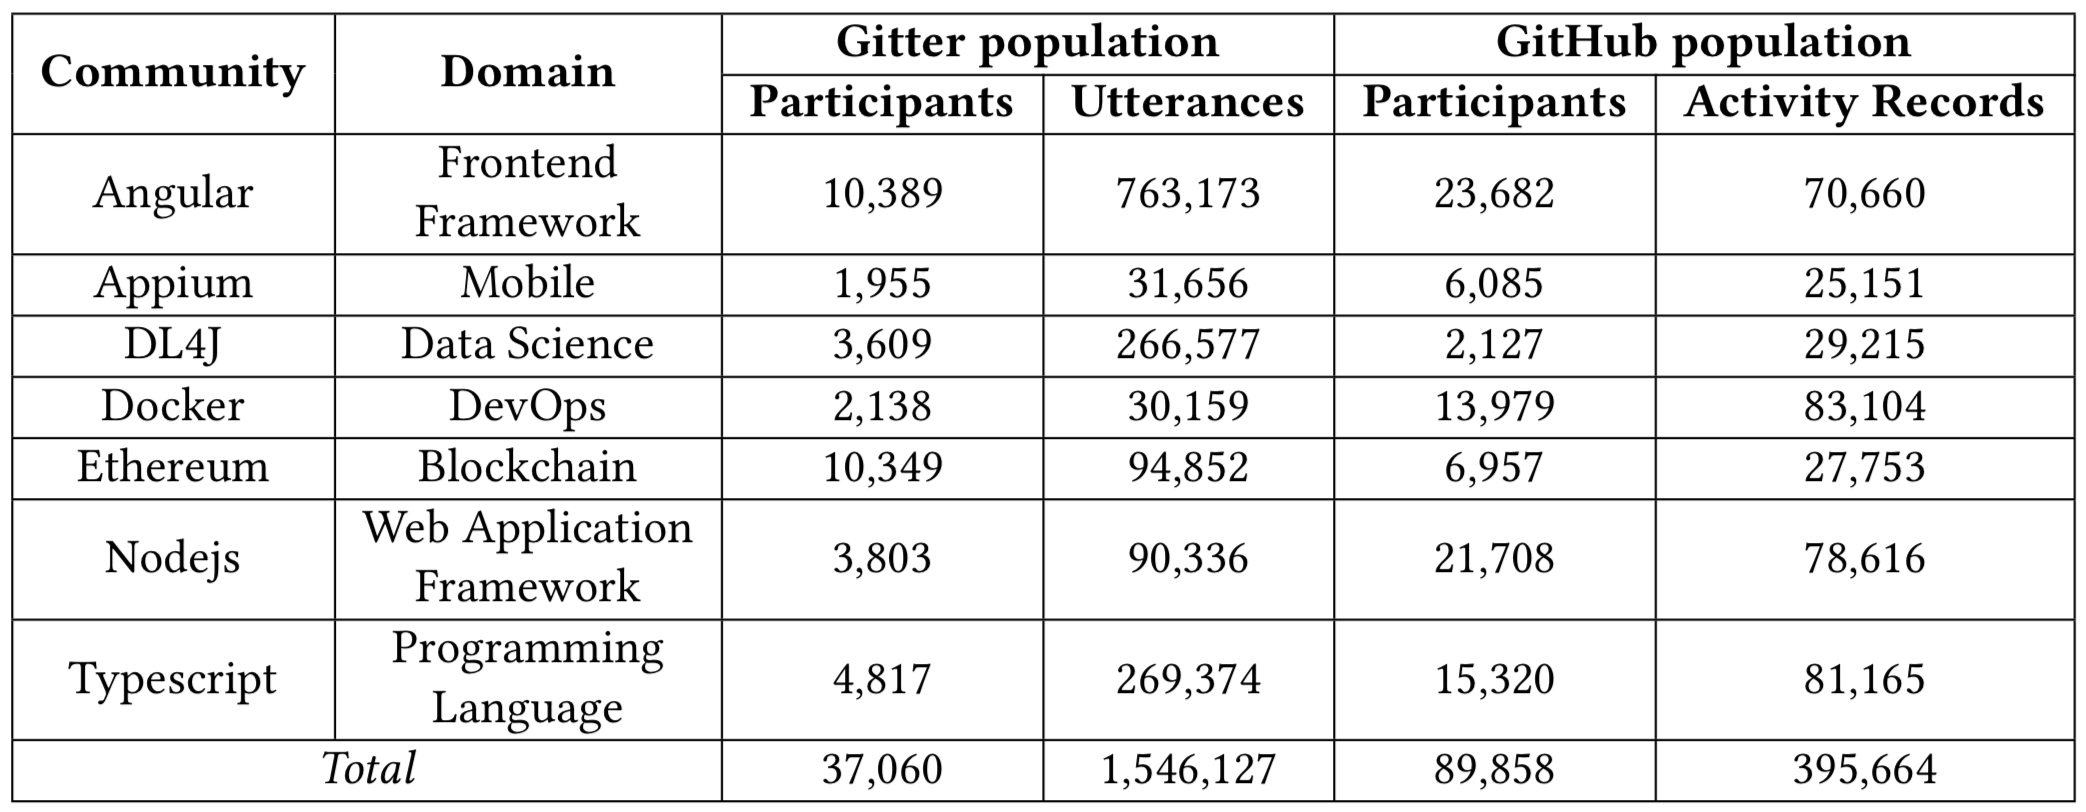 Community Domain Gitter population GitHub population
Participants Utterances Participants Activity Records
Angular Frontend Framework 10,389 763,173 23,682 70,660
Appium Mobile 1,955 31,656 6,085 25,151
DL4J Data Science 3,609 266,577 2,127 29,215
Docker DevOps 2,138 30,159 13,979 83,104
Ethereum Blockchain 10,349 94,852 6,957 27,753
Nodejs Web Application Framework 3,803 90,336 21,708 78,616
Typescript Programming Language 4,817 269,374 15,320 81,165
Total 37,060 1,546,127 89,858 395,664